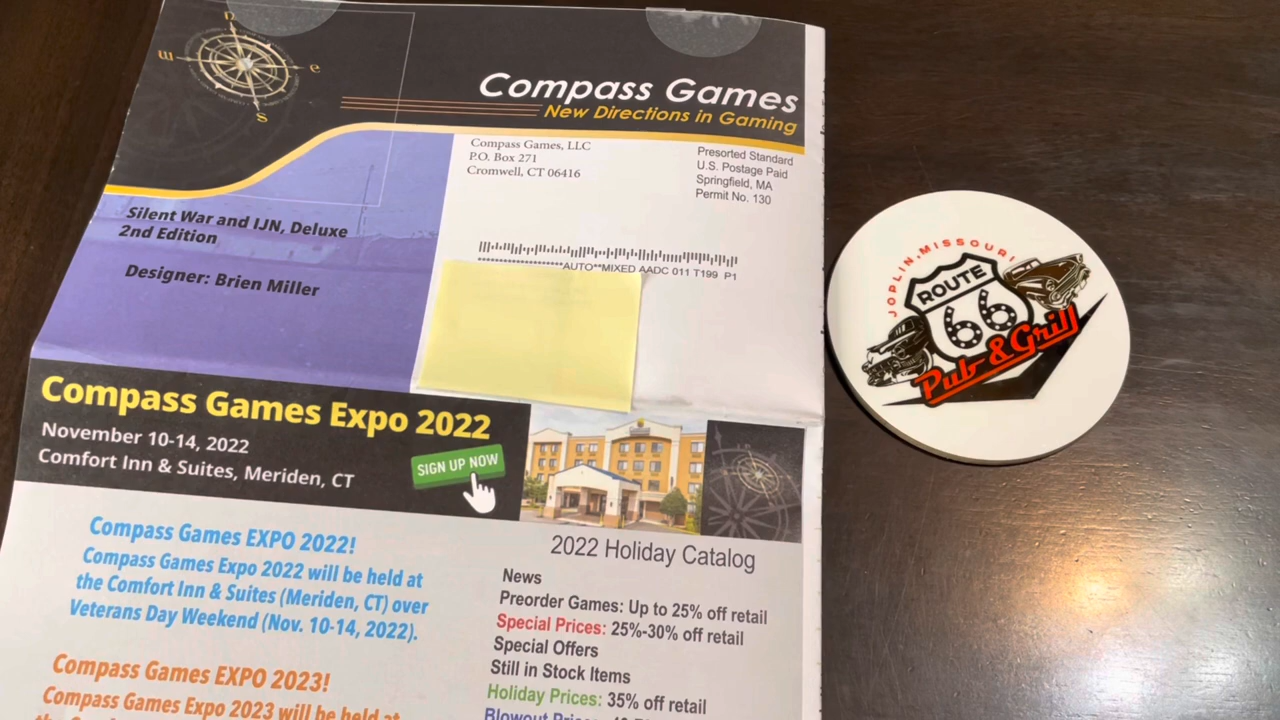 n
w
e
s
Compass Games
New Directions in Gaming
Compass Games, LLC
P.O. Box 271
Cromwell, CT 06416
Presorted Standard
U.S. Postage Paid
Springfield, MA
Permit No. 130
Silent War and IJN, Deluxe
2nd Edition
Designer: Brien Miller
AUTO**MIXED AADC 011 T199 P1
Compass Games Expo 2022
November 10-14, 2022
Comfort Inn & Suites, Meriden, CT
SIGN UP NOW
Compass Games EXPO 2022!
Compass Games Expo 2022 will be held at
the Comfort Inn & Suites (Meriden, CT) over
Veterans Day Weekend (Nov. 10-14, 2022).
Compass Games EXPO 2023!
Compass Games Expo 2023 will be held at
2022 Holiday Catalog
News
Preorder Games: Up to 25% off retail
Special Prices: 25%-30% off retail
Special Offers
Still in Stock Items
Holiday Prices: 35% off retail
Blowout
JOPLIN, MISSOURI
ROUTE
66
Pub & Grill